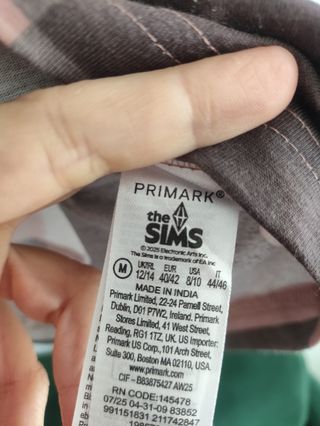 PRIMARK®
the
SIMS
© 2025 Electronic Arts Inc.
The Sims is a trademark of EA Inc.
UK/IRL EUR USA IT
M 12/14 40/42 8/10 44/46
MADE IN INDIA
Primark Limited, 22-24 Parnell Street,
Dublin, D01 P7W2, Ireland. Primark
Stores Limited, 41 West Street,
Reading, RG1 1TZ, UK. US Importer:
Primark US Corp., 101 Arch Street,
Suite 300, Boston MA 02110, USA
www.primark.com
CIF – B83875427 AW25
RN CODE: 145478
07/25 04-31-09 83852
991151831 211742847